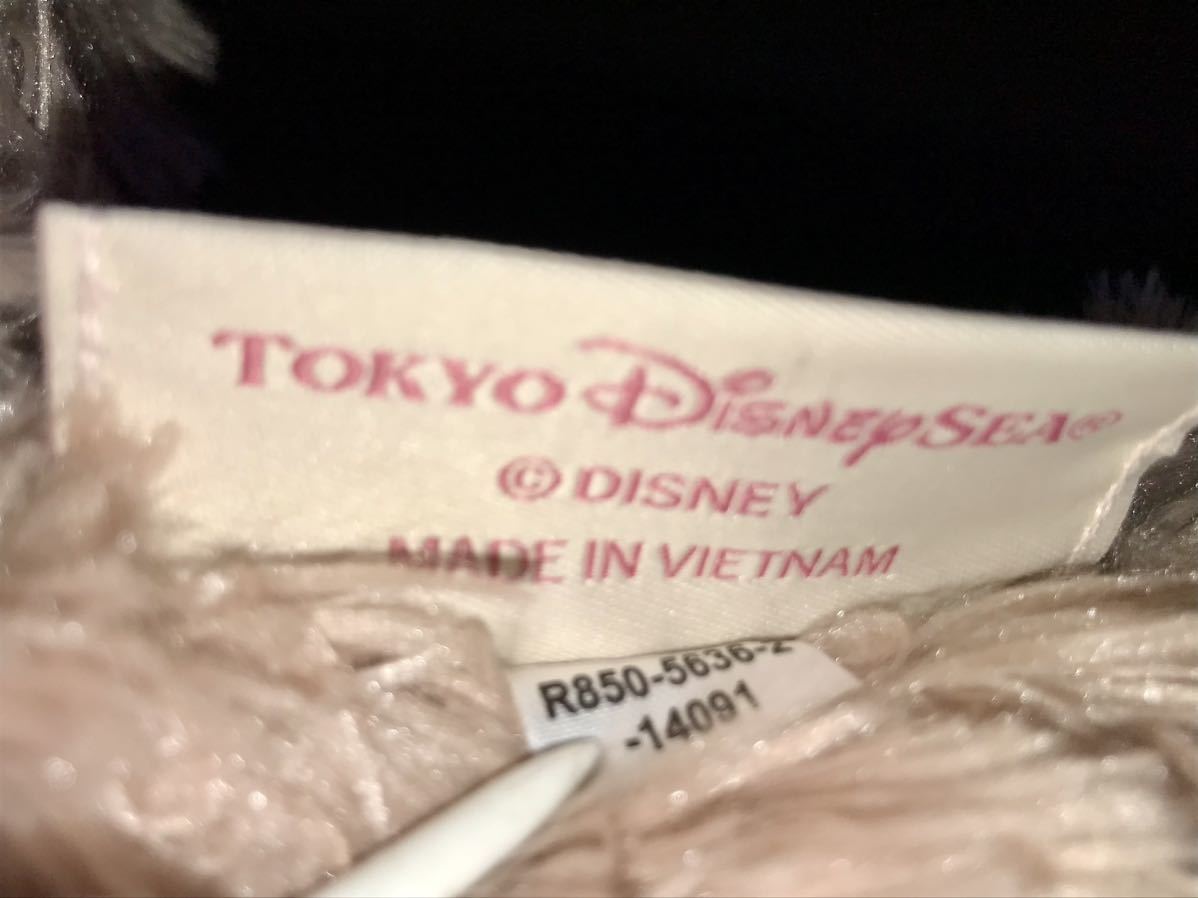 TOKYO DISNEYSEA®
© DISNEY
MADE IN VIETNAM
R850-5636-2
-14091